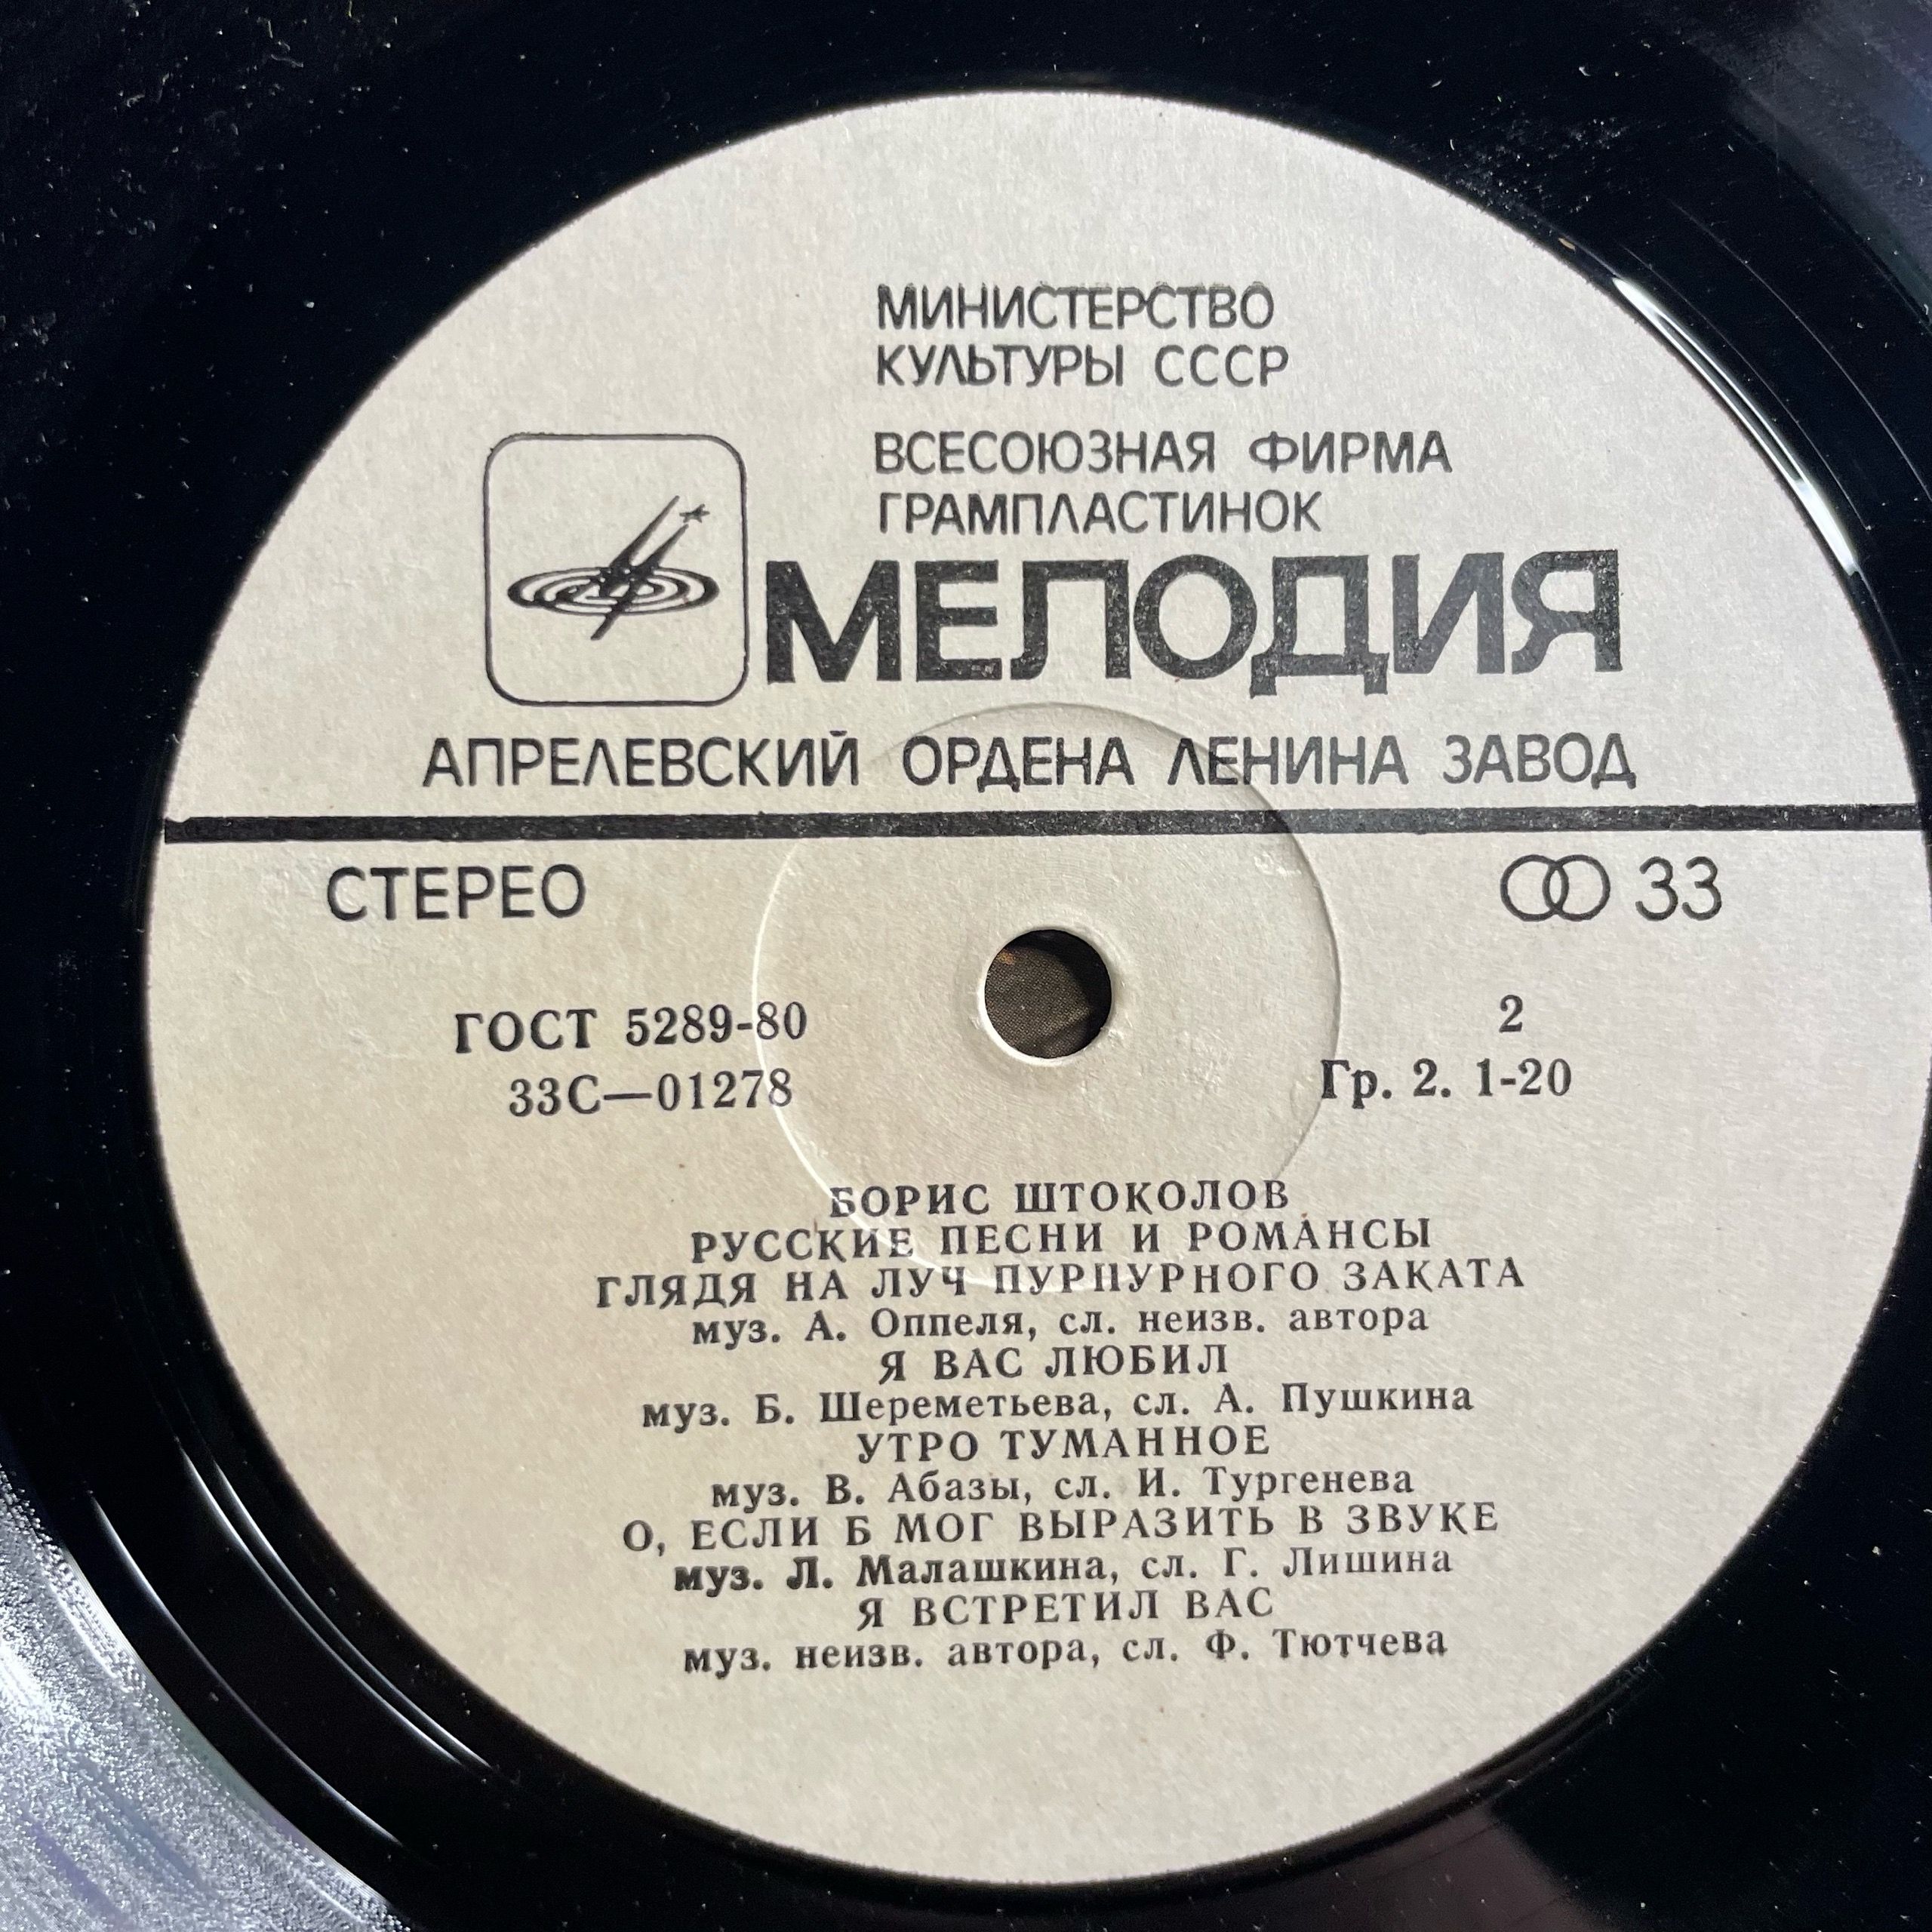 МИНИСТЕРСТВО
КУЛЬТУРЫ СССР
ВСЕСОЮЗНАЯ ФИРМА
ГРАМПЛАСТИНОК
МЕЛОДИЯ
АПРЕЛЕВСКИЙ ОРДЕНА ЛЕНИНА ЗАВОД
СТЕРЕО
33
ГОСТ 5289-80
33С—01278
2
Гр. 2. 1-20
БОРИС ШТОКОЛОВ
РУССКИЕ ПЕСНИ И РОМАНСЫ
ГЛЯДЯ НА ЛУЧ ПУРПУРНОГО ЗАКАТА
муз. А. Оппеля, сл. неизв. автора
Я ВАС ЛЮБИЛ
муз. Б. Шереметьева, сл. А. Пушкина
УТРО ТУМАННОЕ
муз. В. Абазы, сл. И. Тургенева
О, ЕСЛИ Б МОГ ВЫРАЗИТЬ В ЗВУКЕ
муз. Л. Малашкина, сл. Г. Лишина
Я ВСТРЕТИЛ ВАС
муз. неизв. автора, сл. Ф. Тютчева